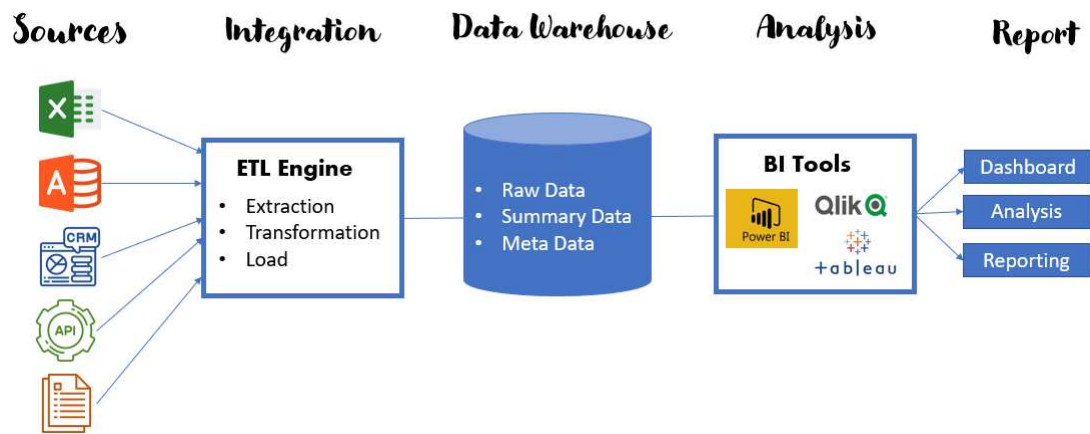 Sources
Integration
Data Warehouse
Analysis
Report
X
A
CRM
API
ETL Engine
• Extraction
• Transformation
• Load
• Raw Data
• Summary Data
• Meta Data
BI Tools
Power BI
Qlik
+ableau
Dashboard
Analysis
Reporting